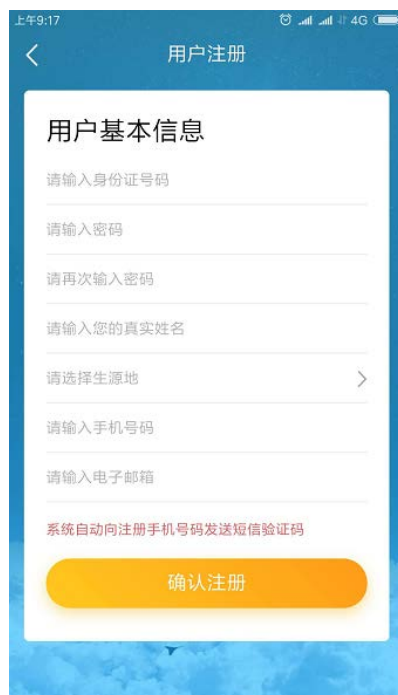 上午9:17
4G
用户注册
用户基本信息
请输入身份证号码
请输入密码
请再次输入密码
请输入您的真实姓名
请选择生源地
请输入手机号码
请输入电子邮箱
系统自动向注册手机号码发送短信验证码
确认注册